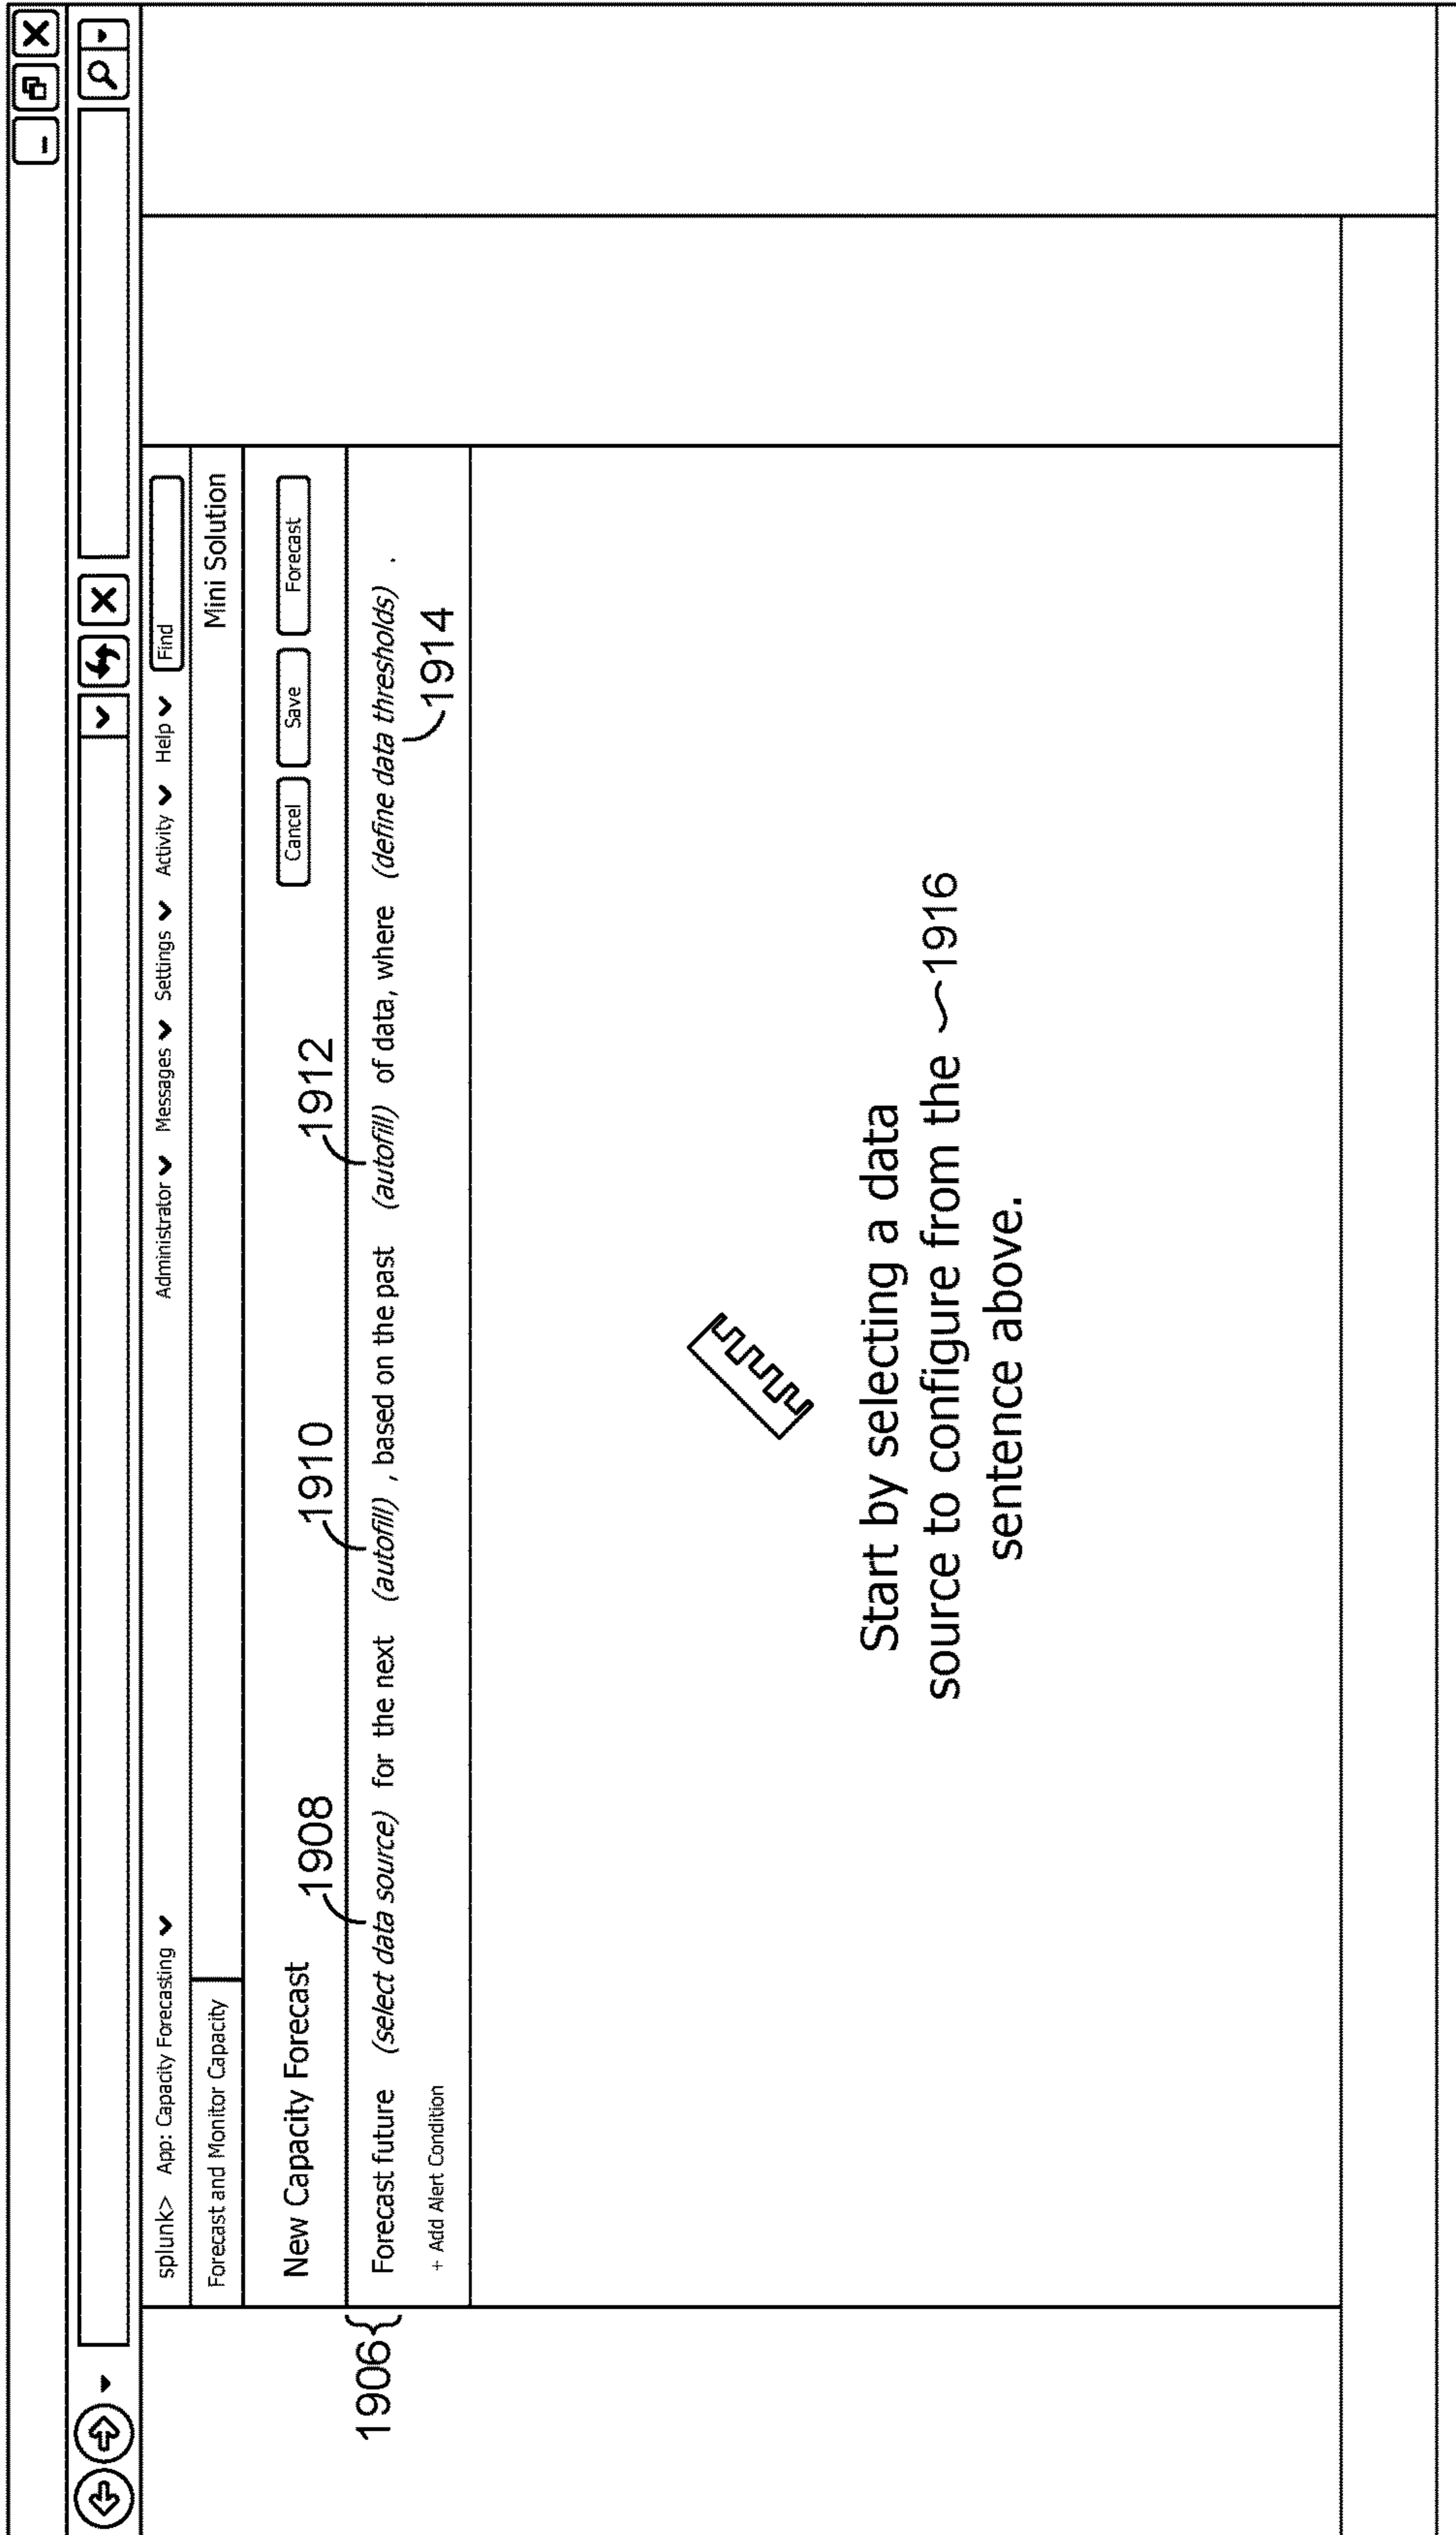 splunk> App: Capacity Forecasting Administrator Messages Settings Activity Help Find
Forecast and Monitor Capacity Mini Solution
New Capacity Forecast Cancel Save Forecast
1908 1910 1912
1906 Forecast future (select data source) for the next (autofill) , based on the past (autofill) of data, where (define data thresholds) .
+ Add Alert Condition 1914
Start by selecting a data
source to configure from the 1916
sentence above.